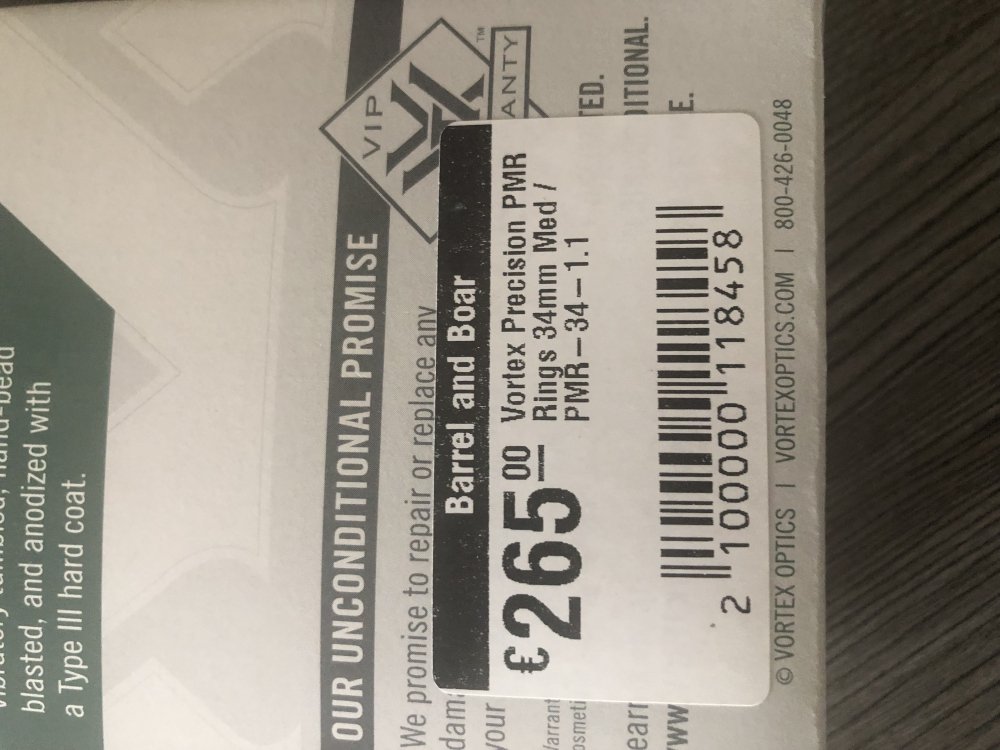 blasted, and anodized with
a Type III hard coat.
VIP
™
OUR UNCONDITIONAL PROMISE
We promise to repair or replace any
Barrel and Boar
€265.00
Vortex Precision PMR
Rings 34mm Med /
PMR-34-1.1
2 100000 118458
© VORTEX OPTICS | VORTEXOPTICS.COM | 800-426-0048